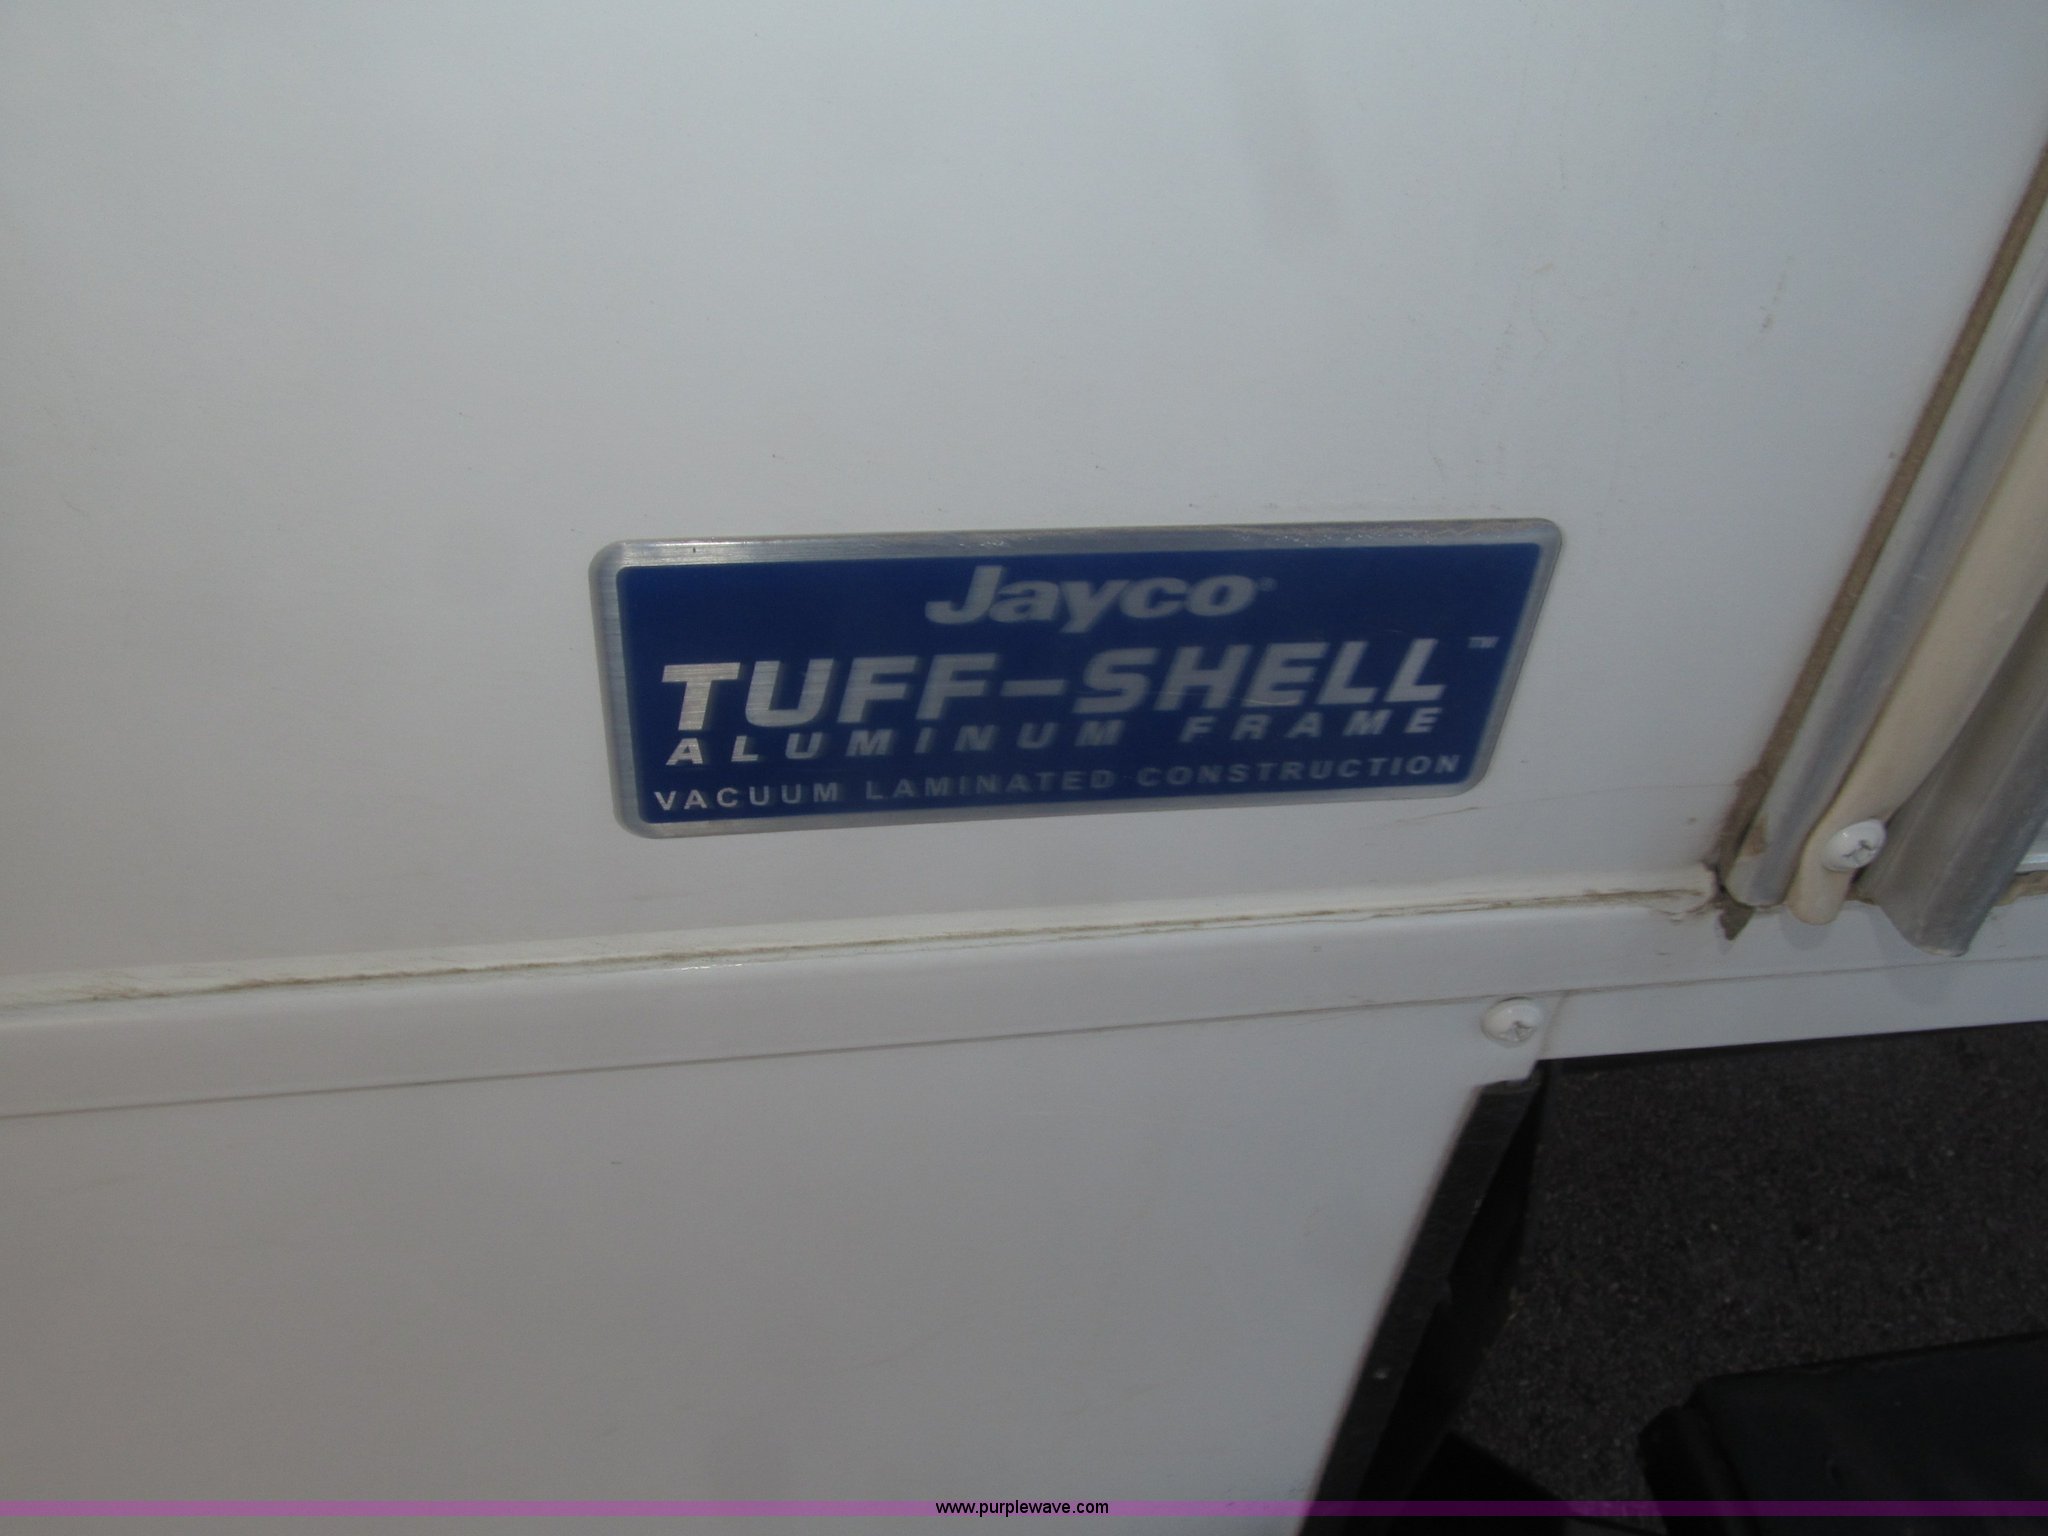 Jayco®
TUFF-SHELL™
ALUMINUM FRAME
VACUUM LAMINATED CONSTRUCTION
www.purplewave.com